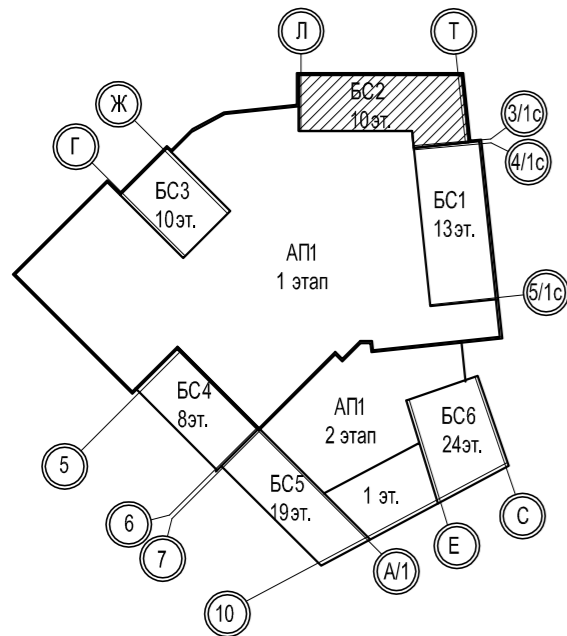 Л
Т
БС2
10эт.
Ж
3/1с
Г
4/1с
БС3
10эт.
БС1
13эт.
АП1
1 этап
5/1с
БС4
8эт.
АП1
2 этап
БС6
24эт.
5
БС5
19эт.
1 эт.
6
С
7
Е
А/1
10